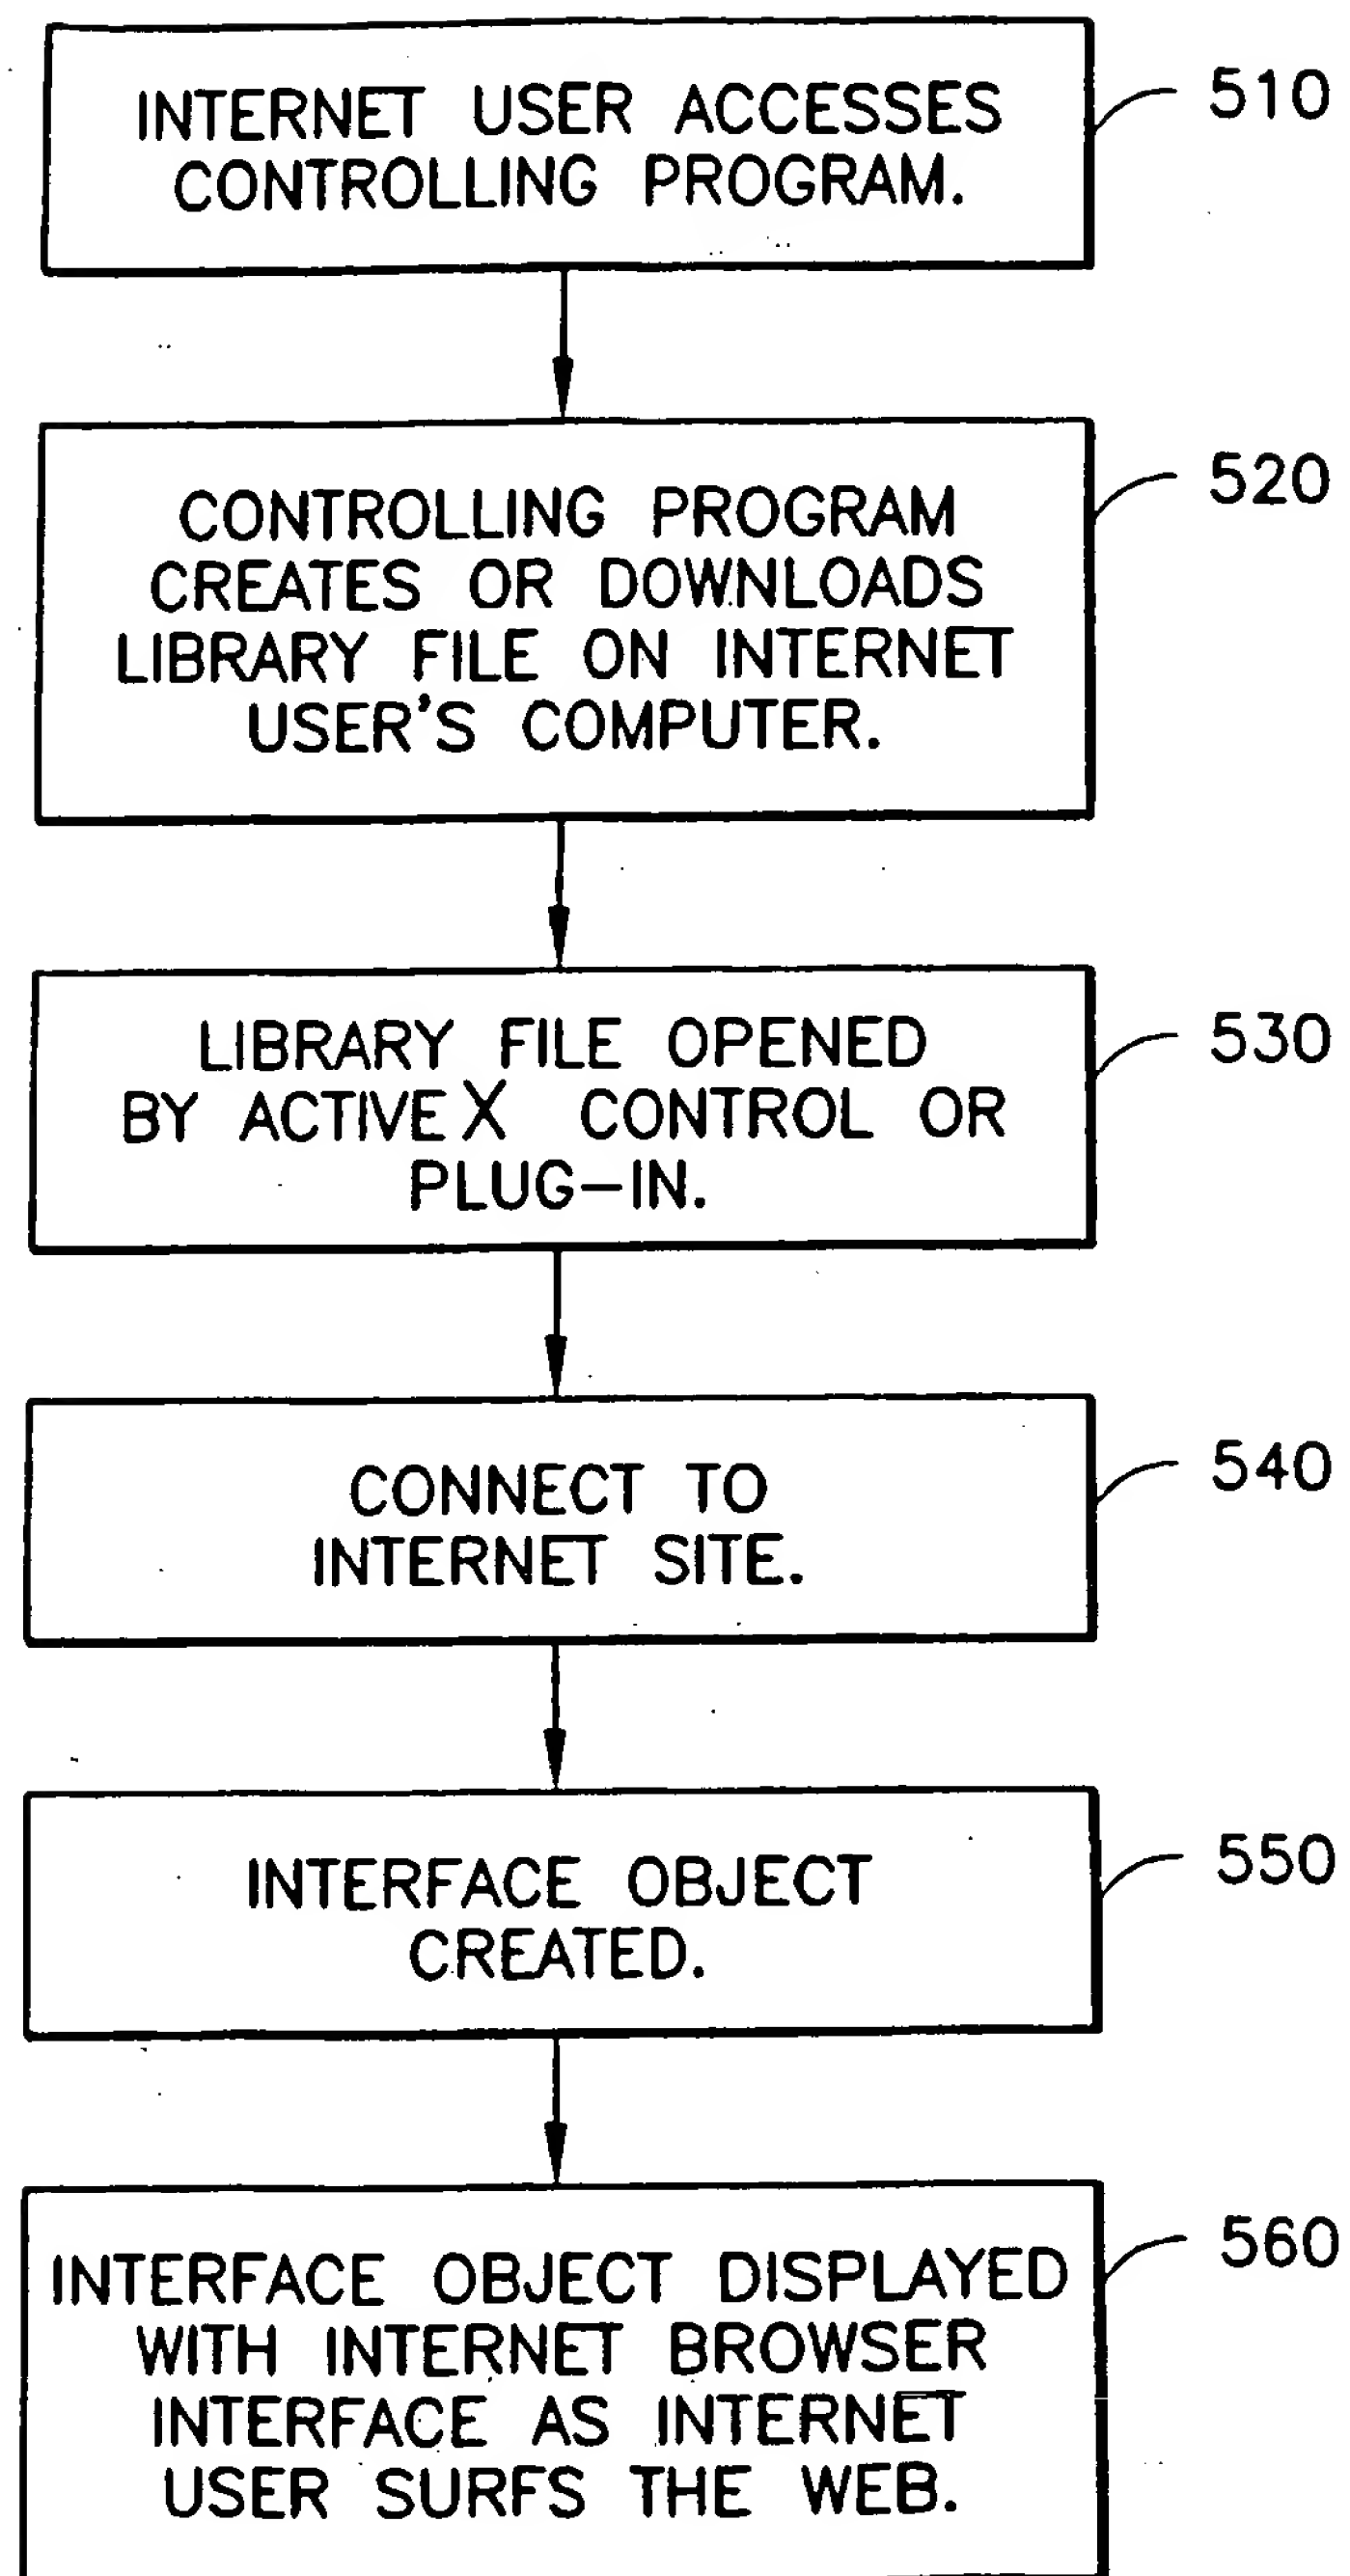 INTERNET USER ACCESSES
CONTROLLING PROGRAM.
510
CONTROLLING PROGRAM
CREATES OR DOWNLOADS
LIBRARY FILE ON INTERNET
USER'S COMPUTER.
520
LIBRARY FILE OPENED
BY ACTIVE X CONTROL OR
PLUG-IN.
530
CONNECT TO
INTERNET SITE.
540
INTERFACE OBJECT
CREATED.
550
INTERFACE OBJECT DISPLAYED
WITH INTERNET BROWSER
INTERFACE AS INTERNET
USER SURFS THE WEB.
560